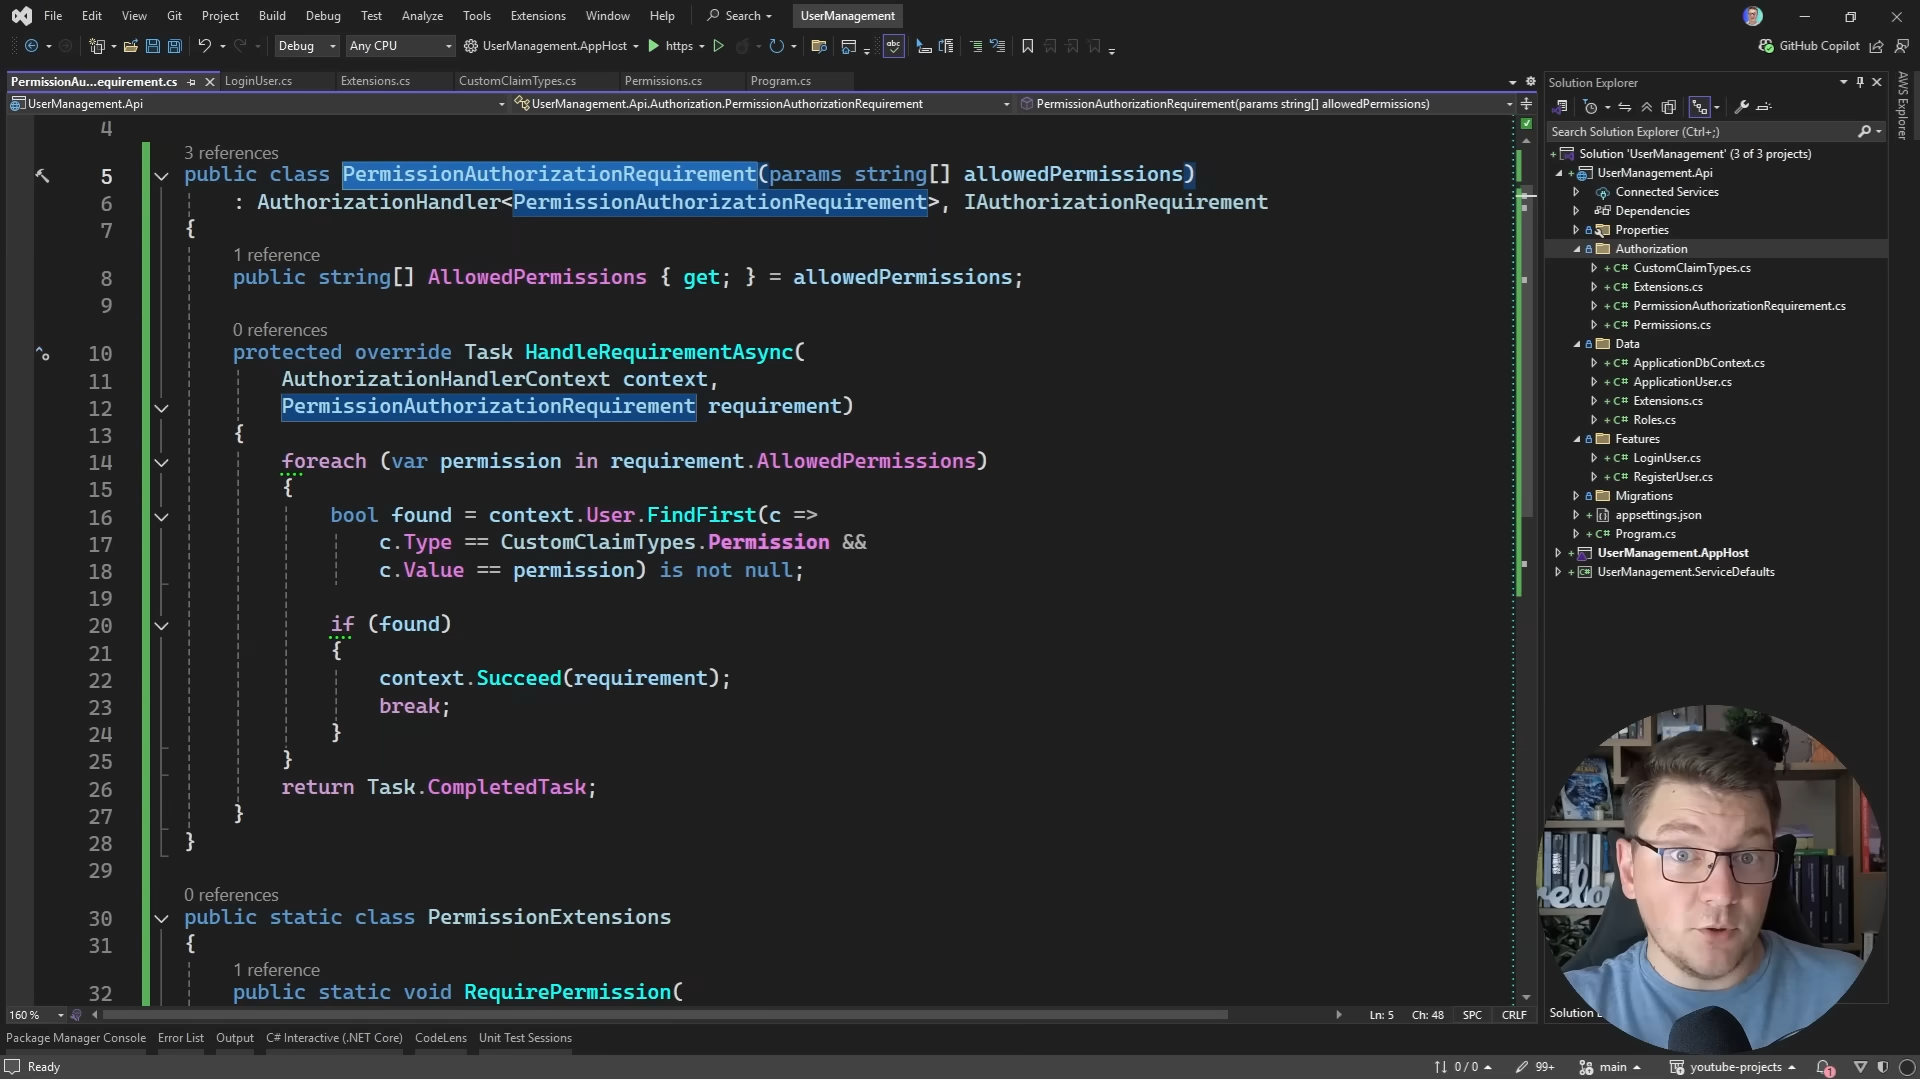 File Edit View Git Project Build Debug Test Analyze Tools Extensions Window Help Search UserManagement
Debug Any CPU UserManagement.AppHost https abc GitHub Copilot
PermissionAu...equirement.cs LoginUser.cs Extensions.cs CustomClaimTypes.cs Permissions.cs Program.cs
UserManagement.Api UserManagement.Api.Authorization.PermissionAuthorizationRequirement PermissionAuthorizationRequirement(params string[] allowedPermissions)
4
3 references
5 public class PermissionAuthorizationRequirement(params string[] allowedPermissions)
6 : AuthorizationHandler<PermissionAuthorizationRequirement>, IAuthorizationRequirement
7 {
1 reference
8 public string[] AllowedPermissions { get; } = allowedPermissions;
9
0 references
10 protected override Task HandleRequirementAsync(
11 AuthorizationHandlerContext context,
12 PermissionAuthorizationRequirement requirement)
13 {
14 foreach (var permission in requirement.AllowedPermissions)
15 {
16 bool found = context.User.FindFirst(c =>
17 c.Type == CustomClaimTypes.Permission &&
18 c.Value == permission) is not null;
19
20 if (found)
21 {
22 context.Succeed(requirement);
23 break;
24 }
25 }
26 return Task.CompletedTask;
27 }
28 }
29
0 references
30 public static class PermissionExtensions
31 {
1 reference
32 public static void RequirePermission(
160 % Ln: 5 Ch: 48 SPC CRLF
Solution Explorer
Search Solution Explorer (Ctrl+;)
Solution 'UserManagement' (3 of 3 projects)
UserManagement.Api
Connected Services
Dependencies
Properties
Authorization
C# CustomClaimTypes.cs
C# Extensions.cs
C# PermissionAuthorizationRequirement.cs
C# Permissions.cs
Data
C# ApplicationDbContext.cs
C# ApplicationUser.cs
C# Extensions.cs
C# Roles.cs
Features
C# LoginUser.cs
C# RegisterUser.cs
Migrations
appsettings.json
C# Program.cs
UserManagement.AppHost
UserManagement.ServiceDefaults
AWS Explorer
Solution E
Package Manager Console Error List Output C# Interactive (.NET Core) CodeLens Unit Test Sessions
Ready 0 / 0 99+ main youtube-projects 1